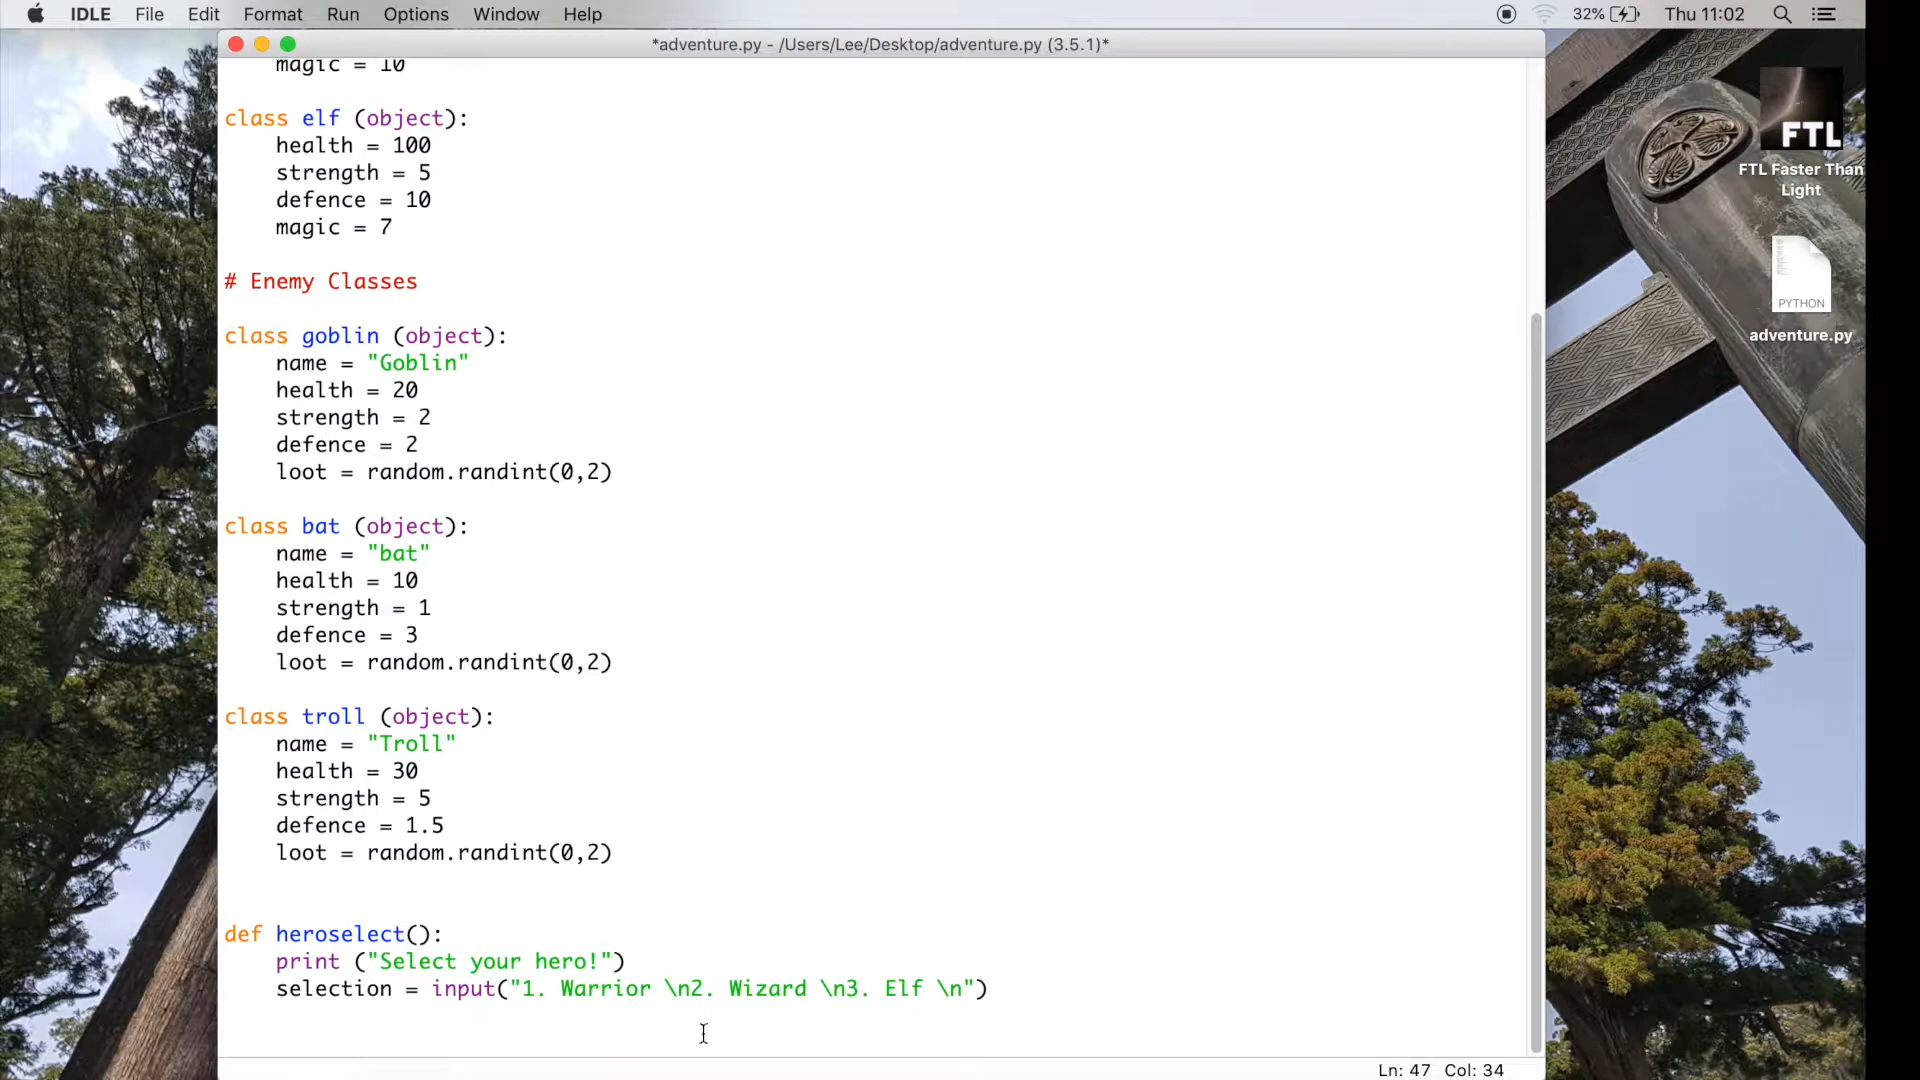 IDLE File Edit Format Run Options Window Help
32% Thu 11:02
*adventure.py - /Users/Lee/Desktop/adventure.py (3.5.1)*
magic = 10
class elf (object):
health = 100
strength = 5
defence = 10
magic = 7
# Enemy Classes
class goblin (object):
name = "Goblin"
health = 20
strength = 2
defence = 2
loot = random.randint(0,2)
class bat (object):
name = "bat"
health = 10
strength = 1
defence = 3
loot = random.randint(0,2)
class troll (object):
name = "Troll"
health = 30
strength = 5
defence = 1.5
loot = random.randint(0,2)
def heroselect():
print ("Select your hero!")
selection = input("1. Warrior \n2. Wizard \n3. Elf \n")
Ln: 47 Col: 34
FTL
FTL Faster Than
Light
PYTHON
adventure.py